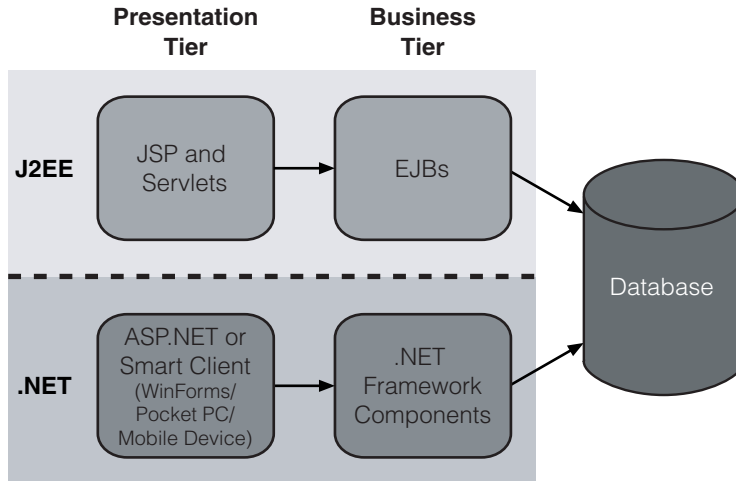 Presentation
Tier
Business
Tier
J2EE
JSP and
Servlets
EJBs
Database
.NET
ASP.NET or
Smart Client
(WinForms/
Pocket PC/
Mobile Device)
.NET
Framework
Components